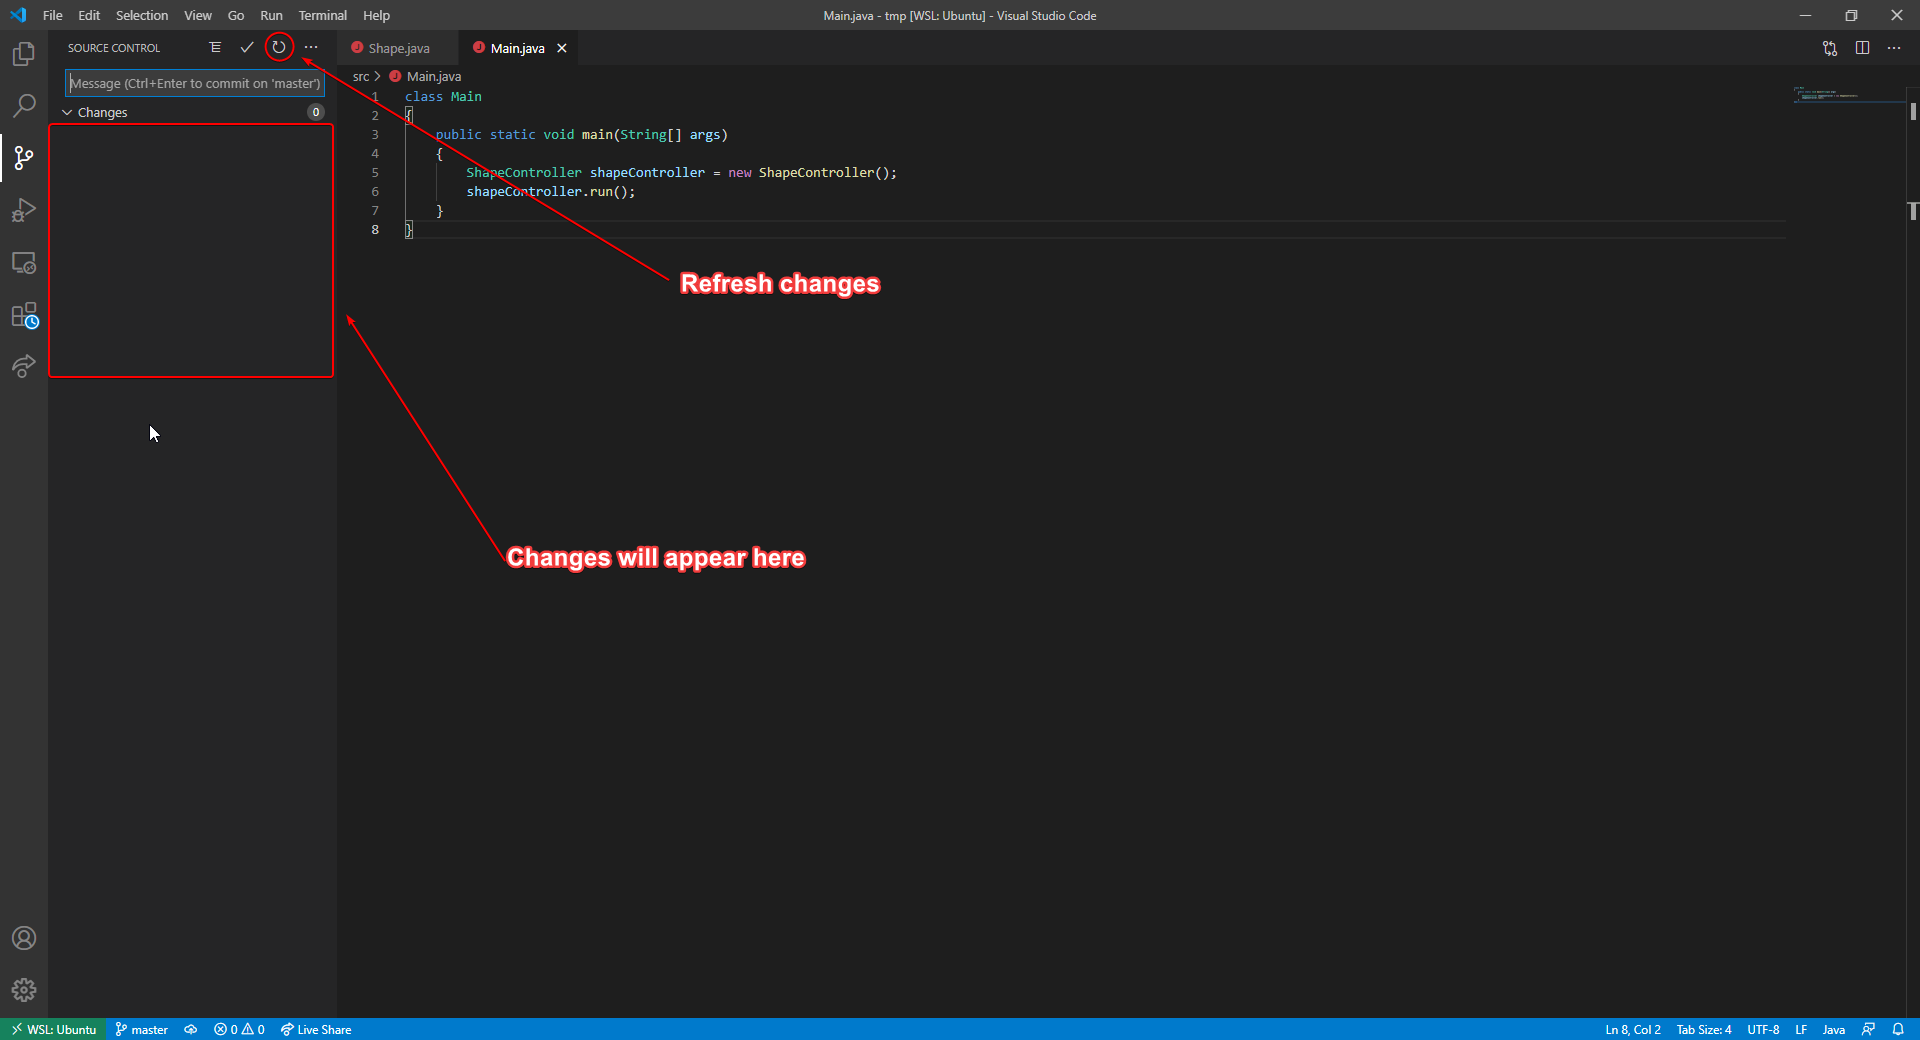 File Edit Selection View Go Run Terminal Help
Main.java - tmp [WSL: Ubuntu] - Visual Studio Code
SOURCE CONTROL
Shape.java
Main.java
Message (Ctrl+Enter to commit on 'master')
Changes 0
src > Main.java
1 class Main
2 {
3 public static void main(String[] args)
4 {
5 ShapeController shapeController = new ShapeController();
6 shapeController.run();
7 }
8 }
Refresh changes
Changes will appear here
WSL: Ubuntu master 0 0 Live Share
Ln 8, Col 2 Tab Size: 4 UTF-8 LF Java